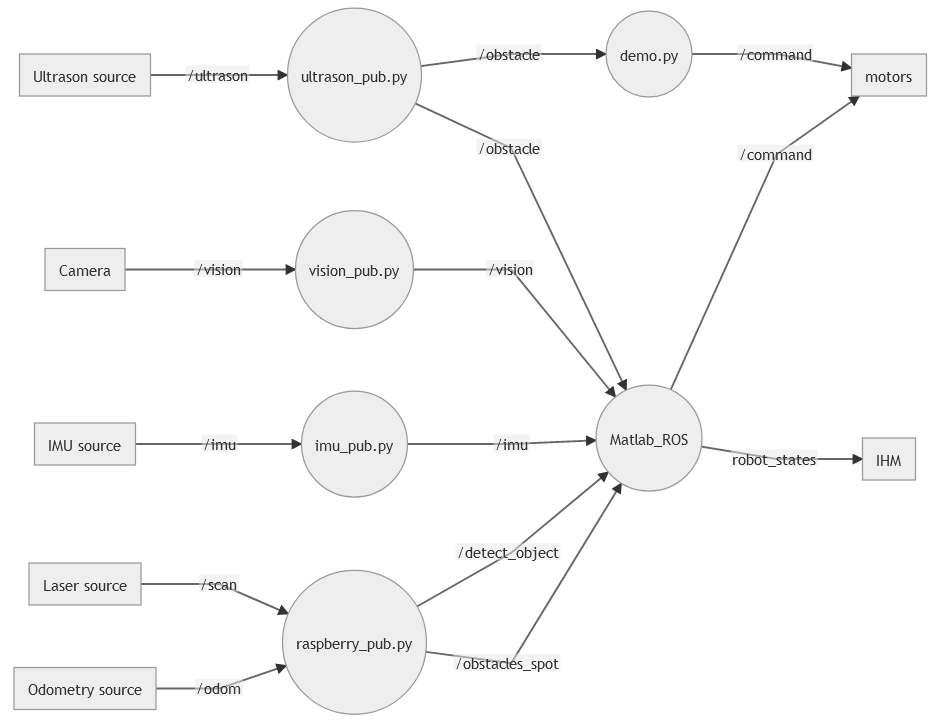 Ultrason source
/ultrason
ultrason_pub.py
/obstacle
demo.py
/command
motors
/obstacle
/command
Camera
/vision
vision_pub.py
/vision
IMU source
/imu
imu_pub.py
/imu
Matlab_ROS
robot_states
IHM
Laser source
/scan
/detect_object
raspberry_pub.py
/obstacles_spot
Odometry source
/odom